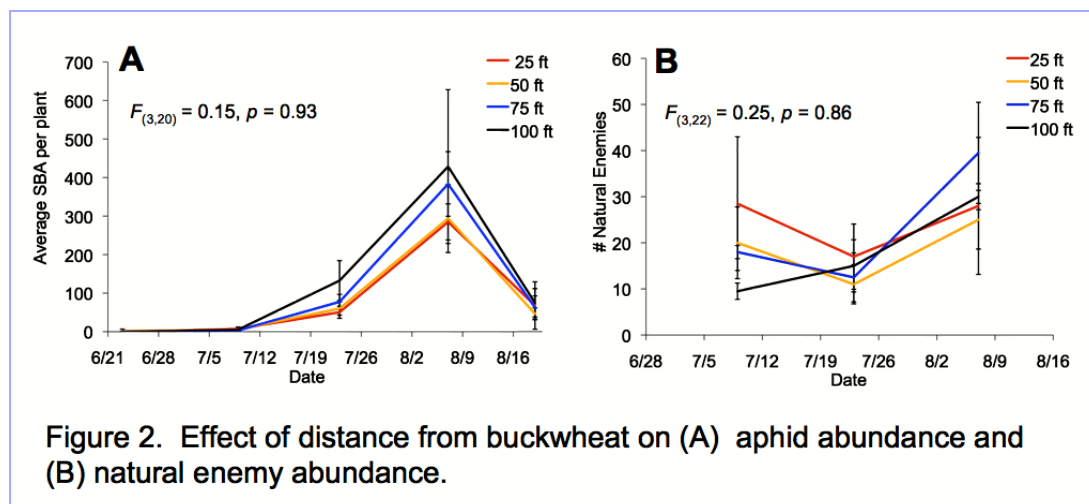 A
700
600
500
400
300
200
100
0
Average SBA per plant
F(3,20) = 0.15, p = 0.93
25 ft
50 ft
75 ft
100 ft
6/21 6/28 7/5 7/12 7/19 7/26 8/2 8/9 8/16
Date
B
60
50
40
30
20
10
0
# Natural Enemies
F(3,22) = 0.25, p = 0.86
25 ft
50 ft
75 ft
100 ft
6/28 7/5 7/12 7/19 7/26 8/2 8/9 8/16
Date
Figure 2. Effect of distance from buckwheat on (A) aphid abundance and
(B) natural enemy abundance.